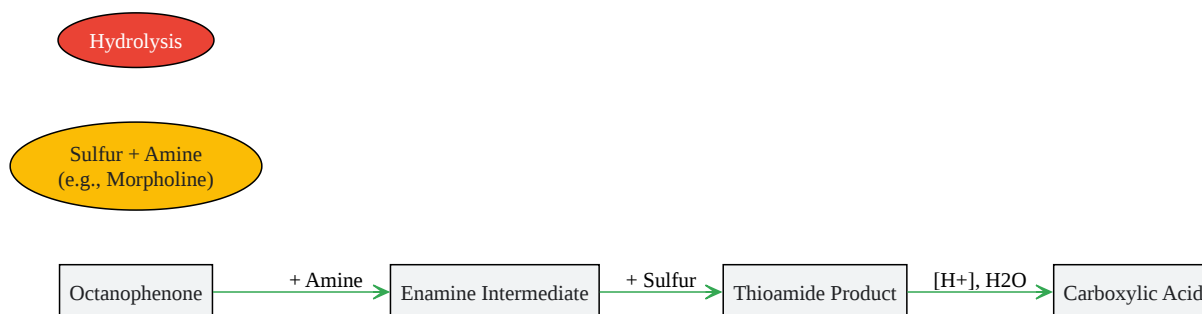 Hydrolysis
Sulfur + Amine
(e.g., Morpholine)
+ Amine
+ Sulfur
[H+], H2O
Octanophenone
Enamine Intermediate
Thioamide Product
Carboxylic Acid